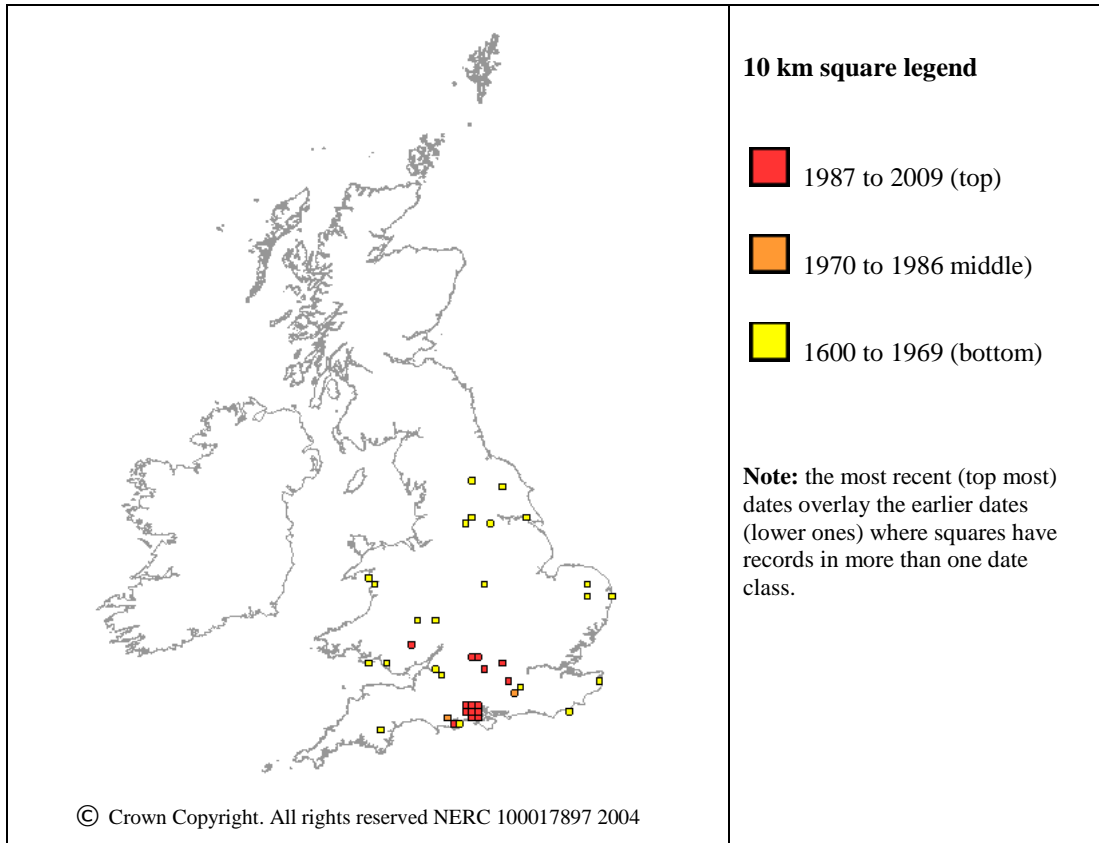 10 km square legend
1987 to 2009 (top)
1970 to 1986 middle)
1600 to 1969 (bottom)
Note: the most recent (top most)
dates overlay the earlier dates
(lower ones) where squares have
records in more than one date
class.
© Crown Copyright. All rights reserved NERC 100017897 2004